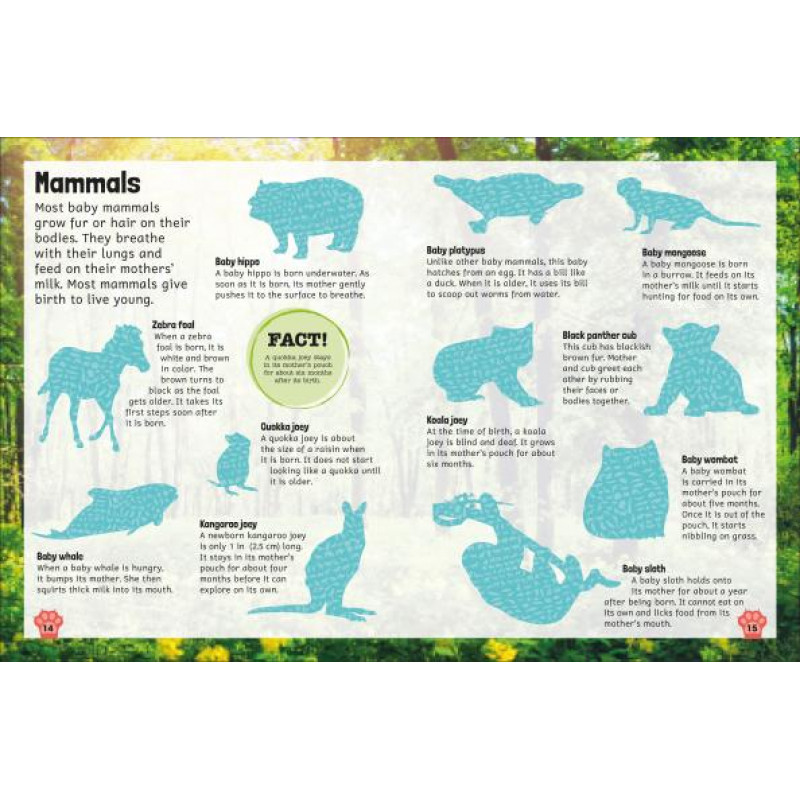 Mammals
Most baby mammals
grow fur or hair on their
bodies. They breathe
with their lungs and
feed on their mothers'
milk. Most mammals give
birth to live young.
Baby hippo
A baby hippo is born underwater. As
soon as it is born, its mother gently
pushes it to the surface to breathe.
Zebra foal
When a zebra
foal is born, it is
white and brown
in color. The
brown turns to
black as the foal
gets older. It takes its
first steps soon after
it is born.
FACT!
A quokka joey stays
in its mother's pouch
for about six months
after its birth.
Quokka joey
A quokka joey is about
the size of a raisin when
it is born. It does not start
looking like a quokka until
it is older.
Baby whale
When a baby whale is hungry,
it bumps its mother. She then
squirts thick milk into its mouth.
Kangaroo joey
A newborn kangaroo joey
is only 1 in (2.5 cm) long.
It stays in its mother's
pouch for about four
months before it can
explore on its own.
14
Baby platypus
Unlike other baby mammals, this baby
hatches from an egg. It has a bill like
a duck. When it is older, it uses its bill
to scoop out worms from water.
Baby mongoose
A baby mongoose is born
in a burrow. It feeds on its
mother's milk until it starts
hunting for food on its own.
Black panther cub
This cub has blackish
brown fur. Mother
and cub greet each
other by rubbing
their faces or
bodies together.
Koala joey
At the time of birth, a koala
joey is blind and deaf. It grows
in its mother's pouch for about
six months.
Baby wombat
A baby wombat
is carried in its
mother's pouch for
about five months.
Once it is out of the
pouch, it starts
nibbling on grass.
Baby sloth
A baby sloth holds onto
its mother for about a year
after being born. It cannot eat on
its own and licks food from its
mother's mouth.
15